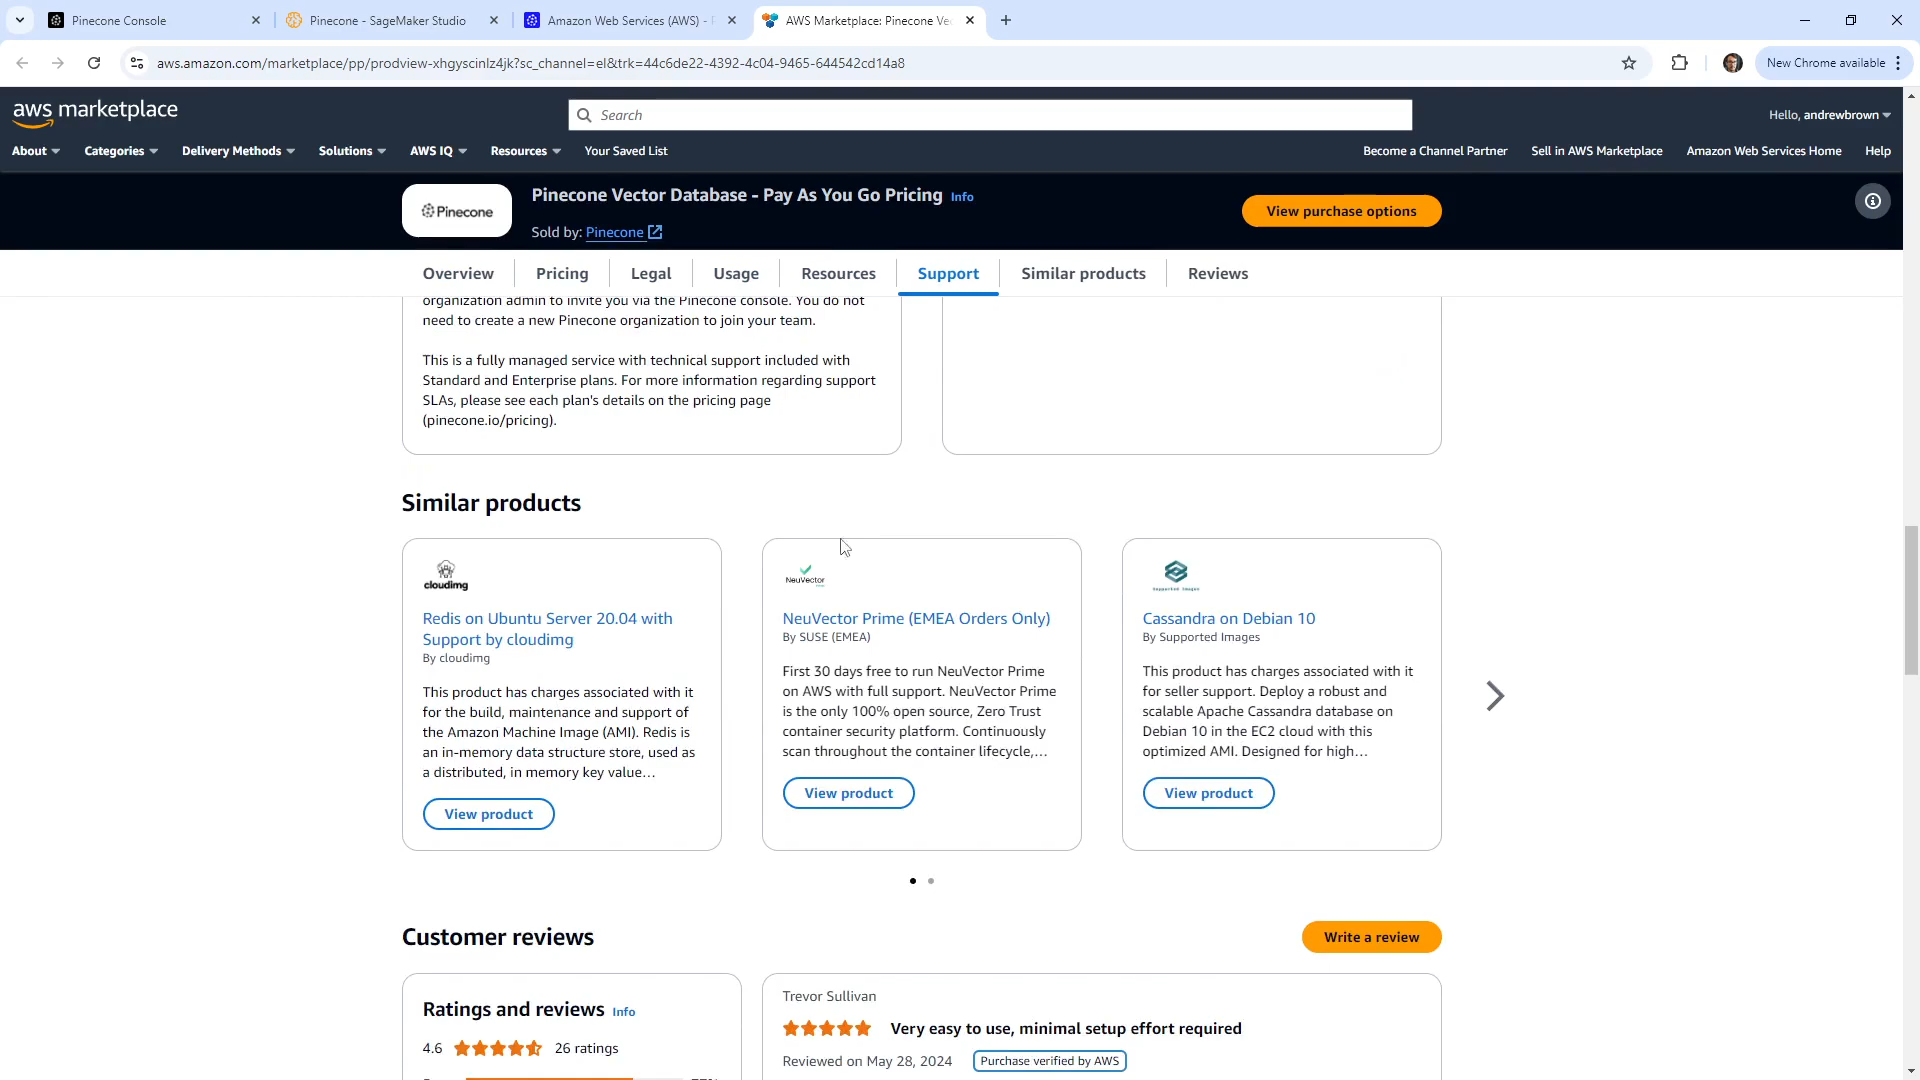 Pinecone Console
Pinecone - SageMaker Studio
Amazon Web Services (AWS) -
AWS Marketplace: Pinecone Ve
aws.amazon.com/marketplace/pp/prodview-xhgyscinlz4jk?sc_channel=el&trk=44c6de22-4392-4c04-9465-644542cd14a8
New Chrome available
aws marketplace
Search
Hello, andrewbrown
About
Categories
Delivery Methods
Solutions
AWS IQ
Resources
Your Saved List
Become a Channel Partner
Sell in AWS Marketplace
Amazon Web Services Home
Help
Pinecone
Pinecone Vector Database - Pay As You Go Pricing Info
Sold by: Pinecone
View purchase options
Overview
Pricing
Legal
Usage
Resources
Support
Similar products
Reviews
organization admin to invite you via the Pinecone console. You do not
need to create a new Pinecone organization to join your team.
This is a fully managed service with technical support included with
Standard and Enterprise plans. For more information regarding support
SLAs, please see each plan's details on the pricing page
(pinecone.io/pricing).
Similar products
cloudimg
Redis on Ubuntu Server 20.04 with
Support by cloudimg
By cloudimg
This product has charges associated with it
for the build, maintenance and support of
the Amazon Machine Image (AMI). Redis is
an in-memory data structure store, used as
a distributed, in memory key value...
View product
NeuVector
NeuVector Prime (EMEA Orders Only)
By SUSE (EMEA)
First 30 days free to run NeuVector Prime
on AWS with full support. NeuVector Prime
is the only 100% open source, Zero Trust
container security platform. Continuously
scan throughout the container lifecycle,...
View product
Supported Images
Cassandra on Debian 10
By Supported Images
This product has charges associated with it
for seller support. Deploy a robust and
scalable Apache Cassandra database on
Debian 10 in the EC2 cloud with this
optimized AMI. Designed for high...
View product
Customer reviews
Write a review
Ratings and reviews Info
4.6
26 ratings
Trevor Sullivan
Very easy to use, minimal setup effort required
Reviewed on May 28, 2024
Purchase verified by AWS